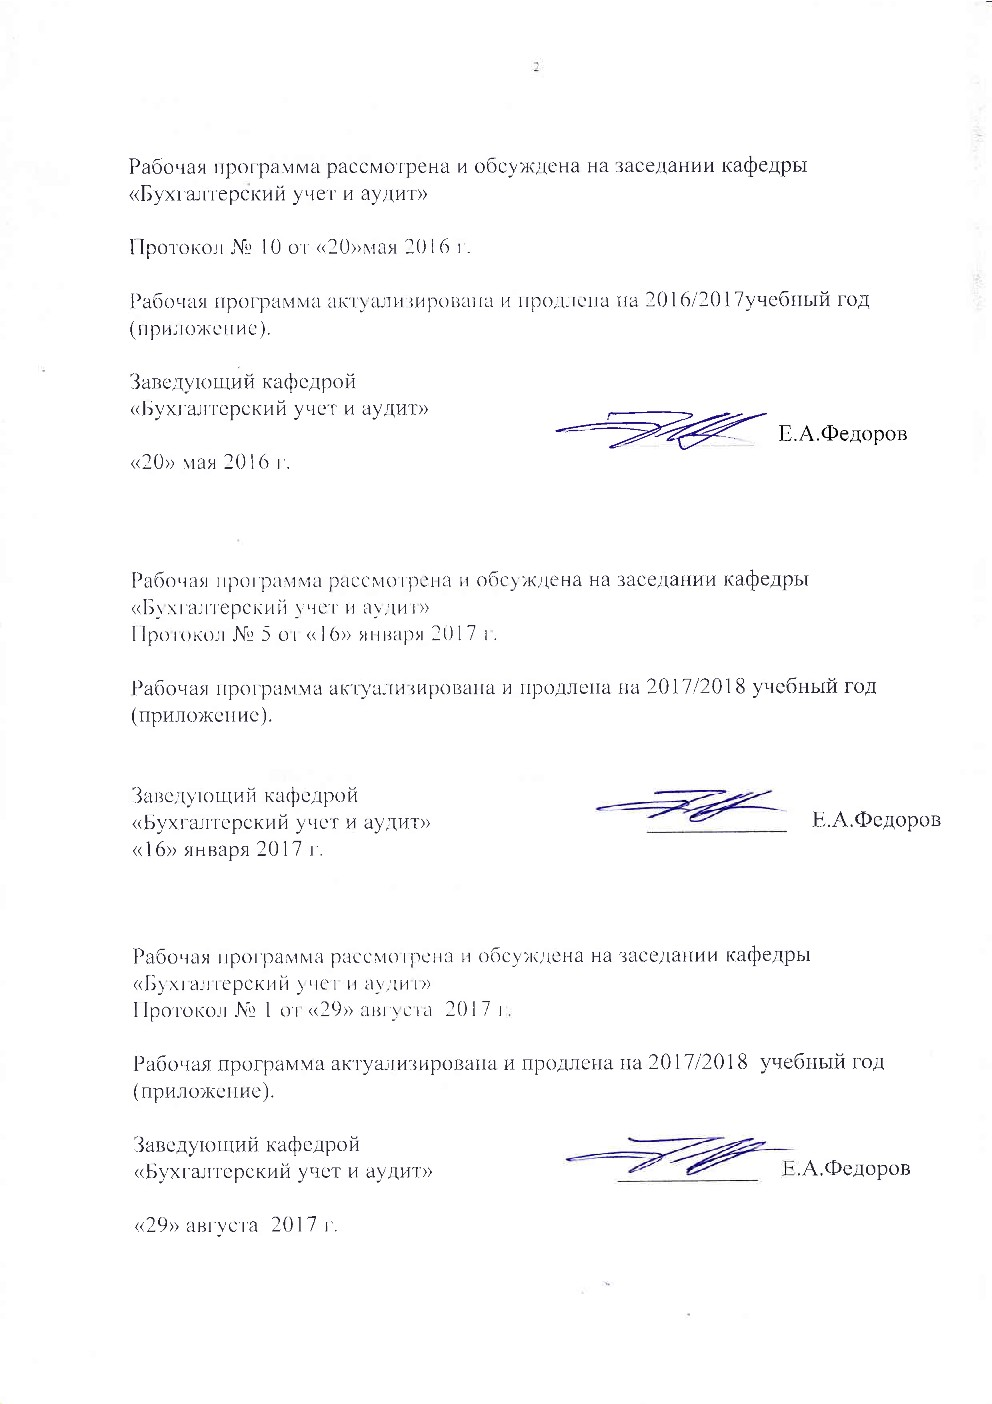 2
Рабочая программа рассмотрена и обсуждена на заседании кафедры
«Бухгалтерский учет и аудит»
Протокол № 10 от «20»мая 2016 г.
Рабочая программа актуализирована и продлена на 2016/2017учебный год
(приложение).
Заведующий кафедрой
«Бухгалтерский учет и аудит»
Е.А.Федоров
«20» мая 2016 г.
Рабочая программа рассмотрена и обсуждена на заседании кафедры
«Бухгалтерский учет и аудит»
Протокол № 5 от «16» января 2017 г.
Рабочая программа актуализирована и продлена на 2017/2018 учебный год
(приложение).
Заведующий кафедрой
«Бухгалтерский учет и аудит»
Е.А.Федоров
«16» января 2017 г.
Рабочая программа рассмотрена и обсуждена на заседании кафедры
«Бухгалтерский учет и аудит»
Протокол № 1 от «29» августа 2017 г.
Рабочая программа актуализирована и продлена на 2017/2018 учебный год
(приложение).
Заведующий кафедрой
«Бухгалтерский учет и аудит»
Е.А.Федоров
«29» августа 2017 г.